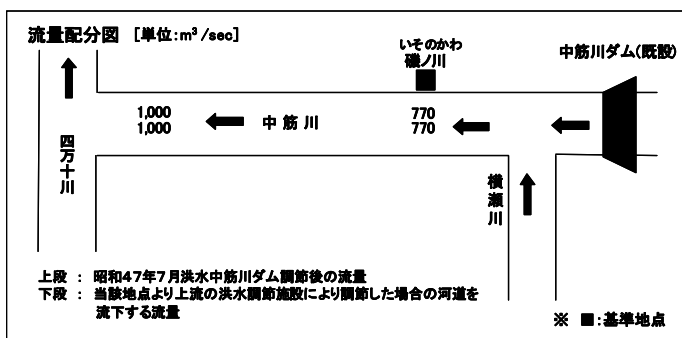 流量配分図 [単位:m³/sec]
いそのかわ
磯ノ川
中筋川ダム(既設)
1,000
1,000
中筋川
770
770
四万十川
横瀬川
上段 : 昭和47年7月洪水中筋川ダム調節後の流量
下段 : 当該地点より上流の洪水調節施設により調節した場合の河道を
流下する流量
※ ■:基準地点